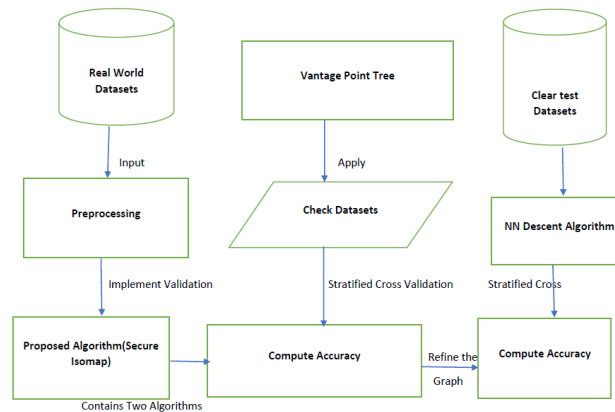 Real World
Datasets
Vantage Point Tree
Clear test
Datasets
Input
Apply
Preprocessing
Check Datasets
NN Descent Algorithm
Implement Validation
Stratified Cross Validation
Stratified Cross
Proposed Algorithm(Secure
Isomap)
Compute Accuracy
Refine the
Graph
Compute Accuracy
Contains Two Algorithms